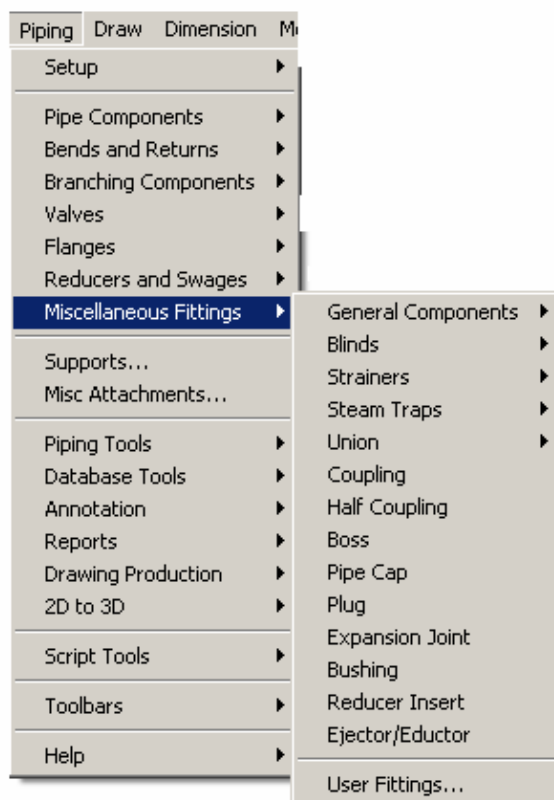 Piping Draw Dimension
Setup
Pipe Components
Bends and Returns
Branching Components
Valves
Flanges
Reducers and Swages
Miscellaneous Fittings
Supports...
Misc Attachments...
Piping Tools
Database Tools
Annotation
Reports
Drawing Production
2D to 3D
Script Tools
Toolbars
Help
General Components
Blinds
Strainers
Steam Traps
Union
Coupling
Half Coupling
Boss
Pipe Cap
Plug
Expansion Joint
Bushing
Reducer Insert
Ejector/Eductor
User Fittings...